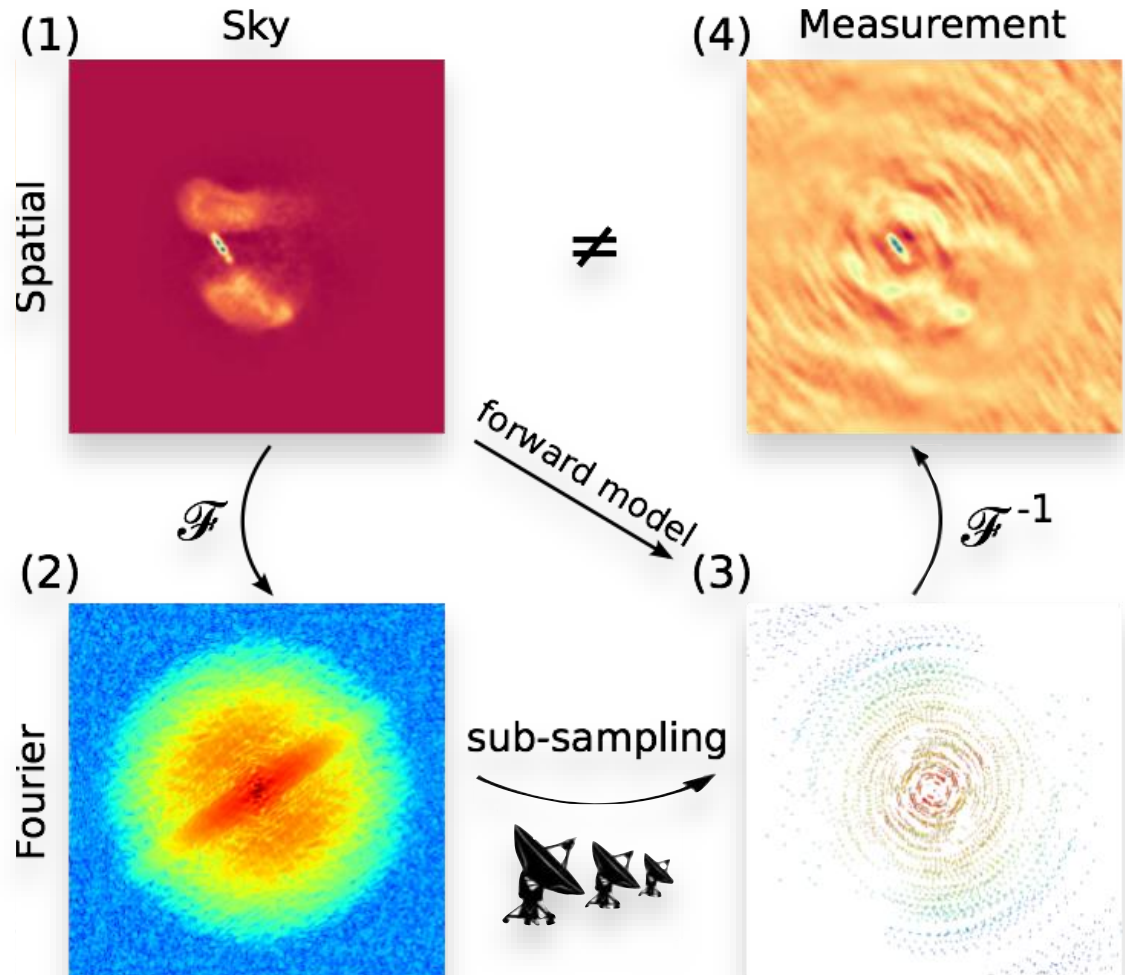 (1)
Sky
(4)
Measurement
Spatial
≠
forward model
ℱ
ℱ⁻¹
(2)
(3)
Fourier
sub-sampling